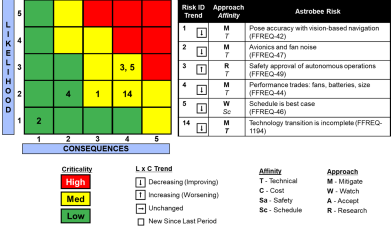 LIKELIHOOD
5
4
3
2
1
3, 5
4
1
14
2
1 2 3 4 5
CONSEQUENCES
Risk ID Trend
Approach
Affinity
Astrobee Risk
1 ↓ M T Pose accuracy with vision-based navigation
(FFREQ-42)
2 ↓ M T Avionics and fan noise
(FFREQ-47)
3 ↑ R T Safety approval of autonomous operations
(FFREQ-49)
4 ↓ M T Performance trades: fans, batteries, size
(FFREQ-44)
5 ↓ W Sc Schedule is best case
(FFREQ-46)
14 ↓ M T Technology transition is incomplete (FFREQ-
1194)
Criticality
High
Med
Low
L x C Trend
↓ Decreasing (Improving)
↑ Increasing (Worsening)
→ Unchanged
□ New Since Last Period
Affinity
T - Technical
C - Cost
Sa - Safety
Sc - Schedule
Approach
M - Mitigate
W - Watch
A - Accept
R - Research